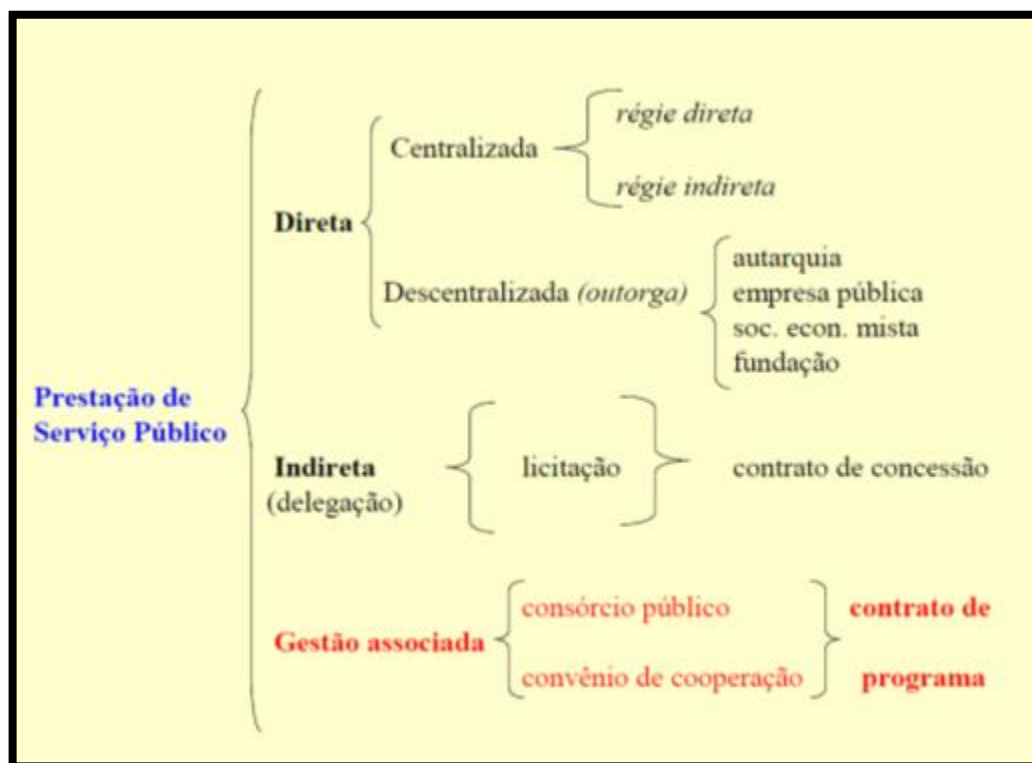 Prestação de
Serviço Público
Direta
Centralizada
régie direta
régie indireta
Descentralizada (outorga)
autarquia
empresa pública
soc. econ. mista
fundação
Indireta
(delegação)
licitação
contrato de concessão
Gestão associada
consórcio público
convênio de cooperação
contrato de
programa